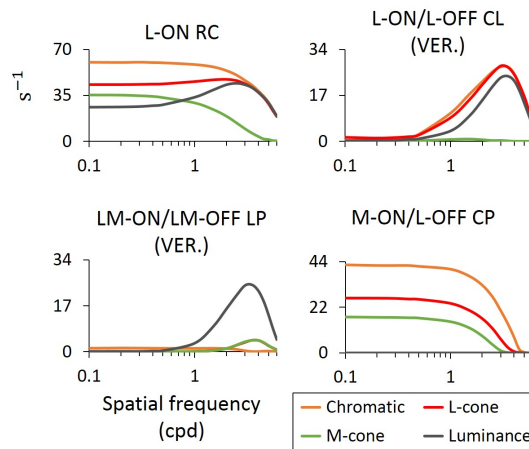 L-ON RC
70
35
0
s⁻¹
0.1
1
L-ON/L-OFF CL
(VER.)
34
17
0
0.1
1
LM-ON/LM-OFF LP
(VER.)
34
17
0
0.1
1
Spatial frequency
(cpd)
M-ON/L-OFF CP
44
22
0
0.1
1
Chromatic
L-cone
M-cone
Luminance